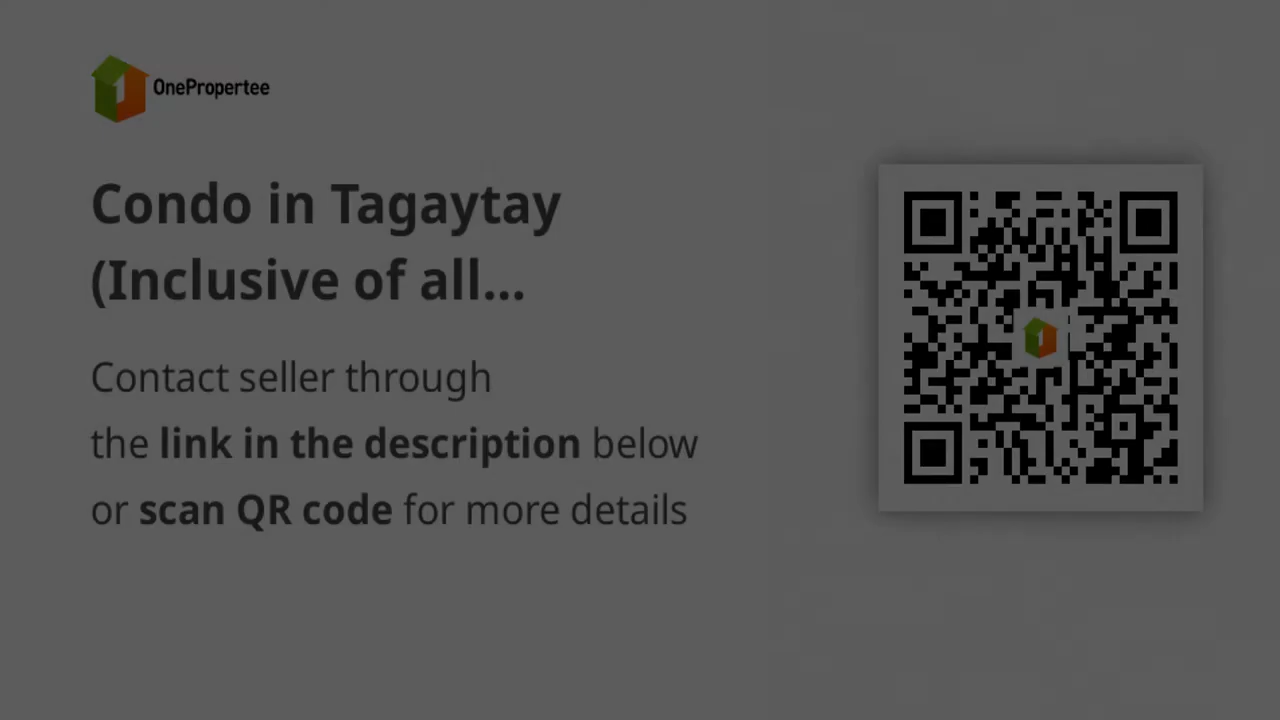 OnePropertee
Condo in Tagaytay
(Inclusive of all...
Contact seller through
the link in the description below
or scan QR code for more details